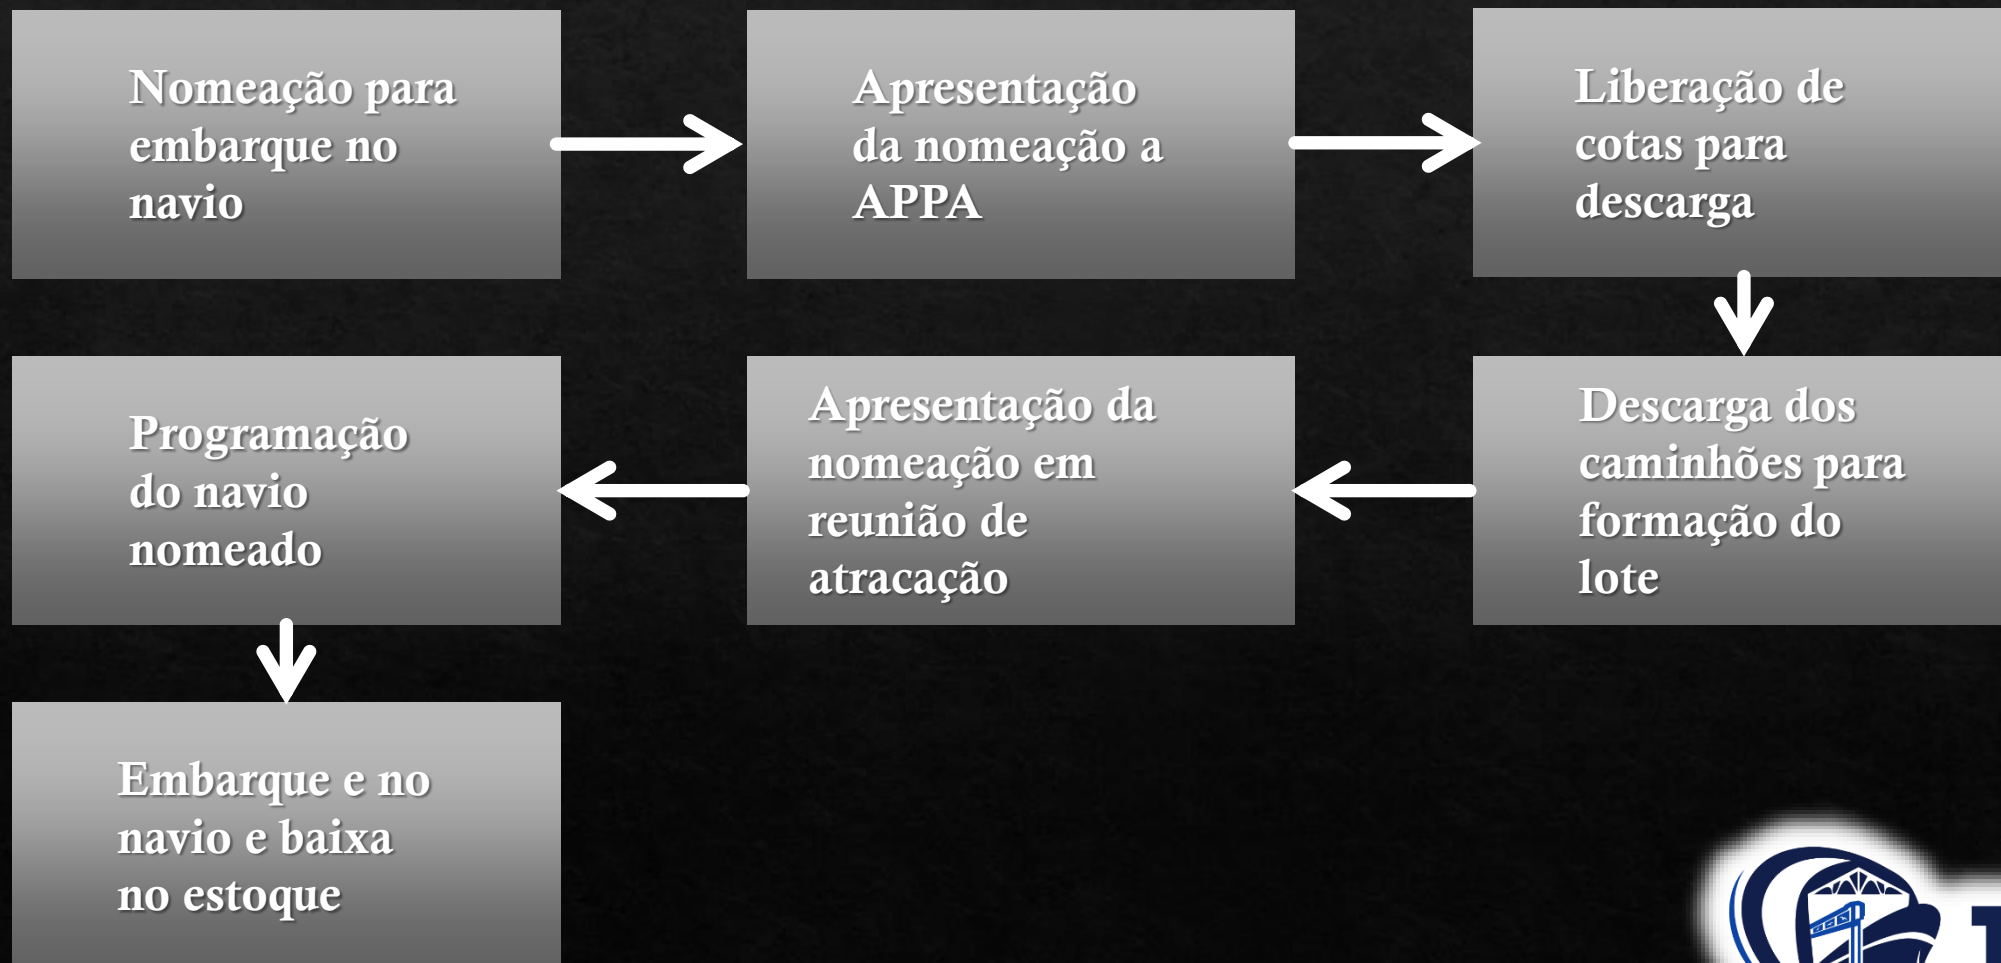 Nomeação para
embarque no
navio
Apresentação
da nomeação a
APPA
Liberação de
cotas para
descarga
Descarga dos
caminhões para
formação do
lote
Apresentação da
nomeação em
reunião de
atracação
Programação
do navio
nomeado
Embarque e no
navio e baixa
no estoque